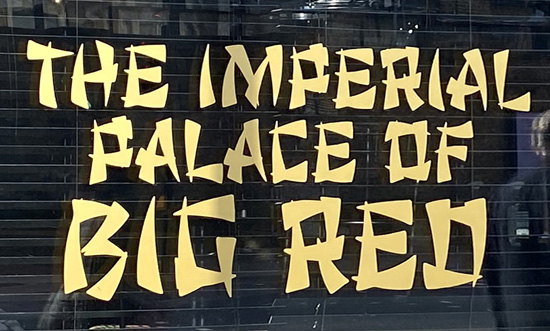 THE IMPERIAL
PALACE OF
BIG RED